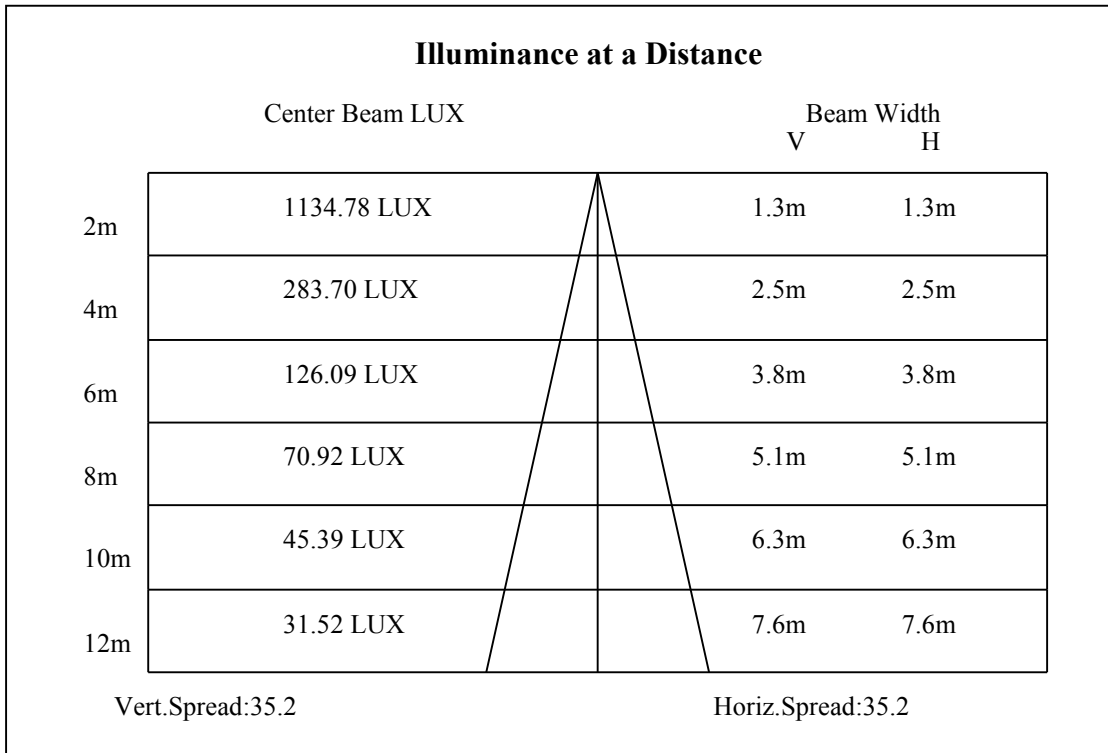 Illuminance at a Distance
Center Beam LUX Beam Width
V H
2m 1134.78 LUX 1.3m 1.3m
4m 283.70 LUX 2.5m 2.5m
6m 126.09 LUX 3.8m 3.8m
8m 70.92 LUX 5.1m 5.1m
10m 45.39 LUX 6.3m 6.3m
12m 31.52 LUX 7.6m 7.6m
Vert.Spread:35.2 Horiz.Spread:35.2